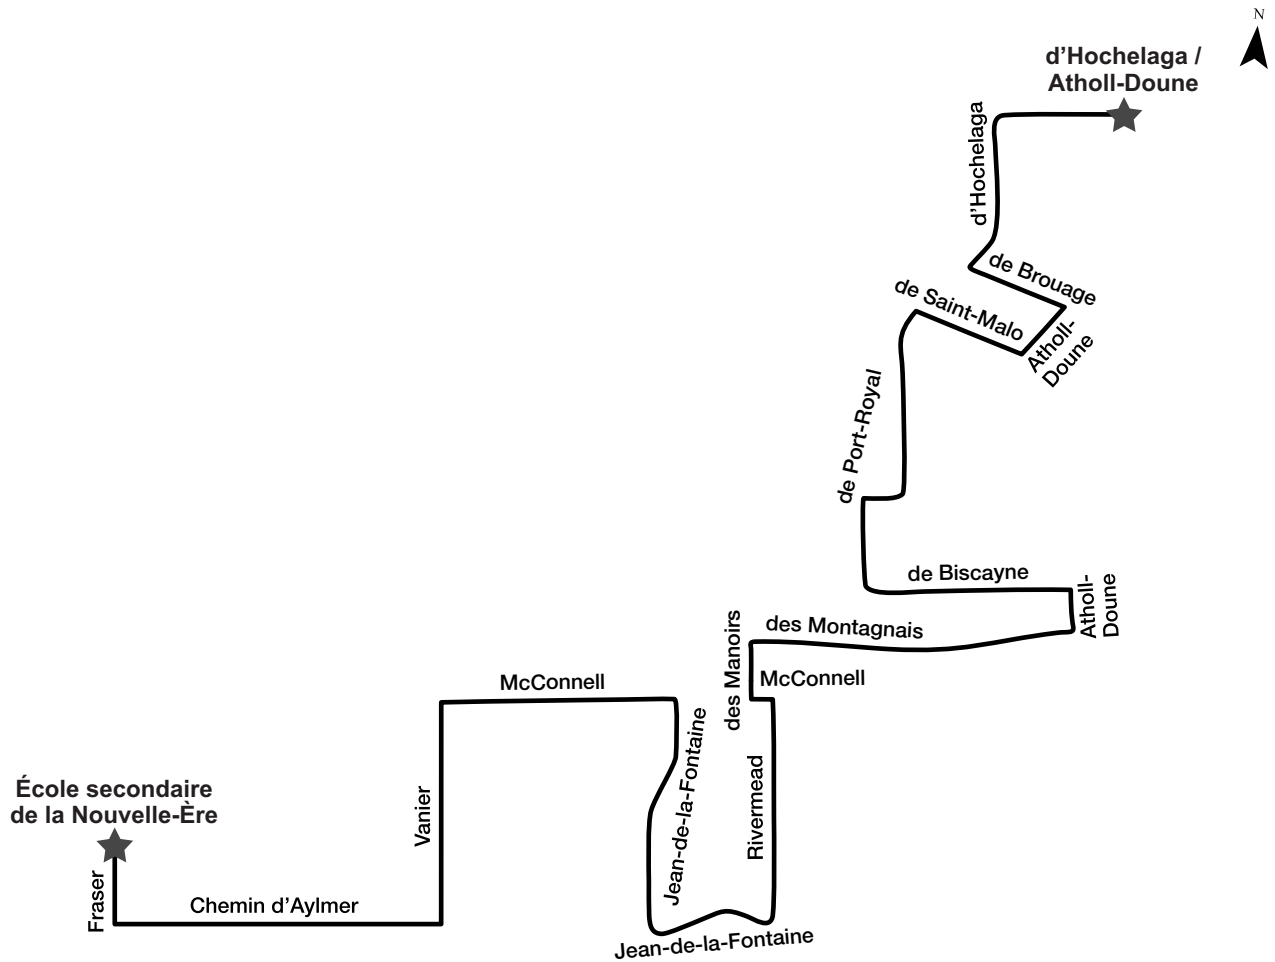 N
d’Hochelaga /
Atholl-Doune
d’Hochelaga
de Brouage
de Saint-Malo
Atholl-
Doune
de Port-Royal
de Biscayne
Atholl-
Doune
des Montagnais
des Manoirs
McConnell
McConnell
Jean-de-la-Fontaine
Rivermead
École secondaire
de la Nouvelle-Ère
Vanier
Fraser
Chemin d’Aylmer
Jean-de-la-Fontaine